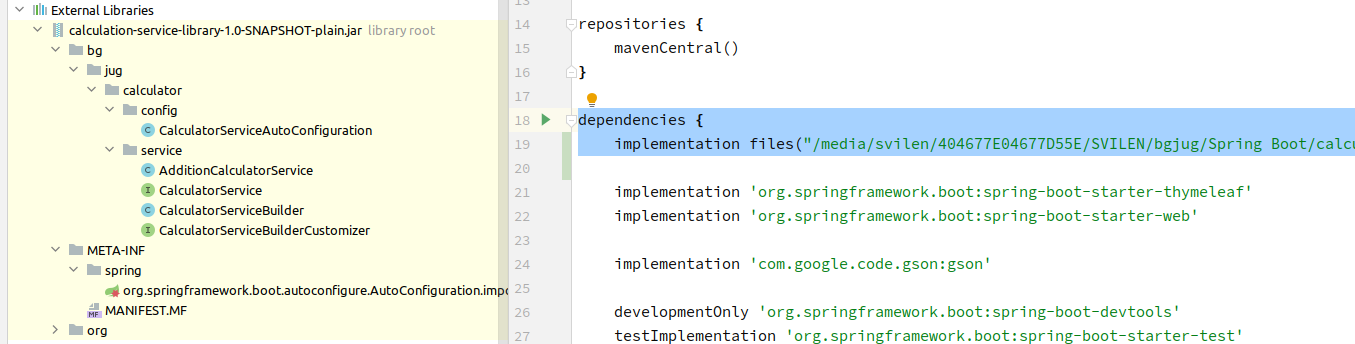 External Libraries
calculation-service-library-1.0-SNAPSHOT-plain.jar library root
bg
jug
calculator
config
C CalculatorServiceAutoConfiguration
service
C AdditionCalculatorService
I CalculatorService
C CalculatorServiceBuilder
I CalculatorServiceBuilderCustomizer
META-INF
spring
org.springframework.boot.autoconfigure.AutoConfiguration.impo
MF MANIFEST.MF
org
13
14 repositories {
15 mavenCentral()
16 }
17
18 dependencies {
19 implementation files("/media/svilen/404677E04677D55E/SVILEN/bgjug/Spring Boot/calcu
20
21 implementation 'org.springframework.boot:spring-boot-starter-thymeleaf'
22 implementation 'org.springframework.boot:spring-boot-starter-web'
23
24 implementation 'com.google.code.gson:gson'
25
26 developmentOnly 'org.springframework.boot:spring-boot-devtools'
27 testImplementation 'org.springframework.boot:spring-boot-starter-test'